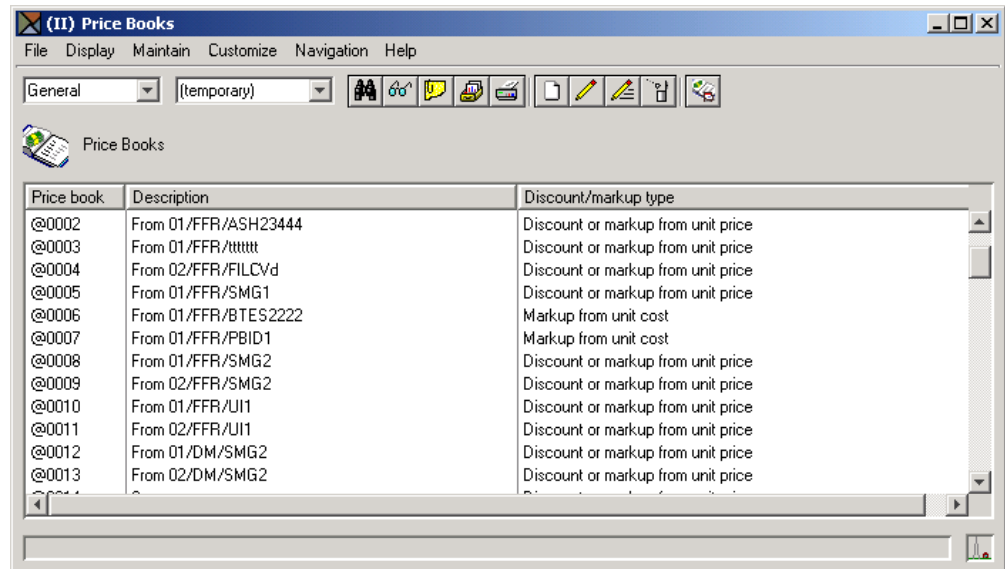 (II) Price Books
File Display Maintain Customize Navigation Help
General (temporary)
Price Books
Price book Description Discount/markup type
@0002 From 01/FFR/ASH23444 Discount or markup from unit price
@0003 From 01/FFR/ttttttt Discount or markup from unit price
@0004 From 02/FFR/FILCVd Discount or markup from unit price
@0005 From 01/FFR/SMG1 Discount or markup from unit price
@0006 From 01/FFR/BTES2222 Markup from unit cost
@0007 From 01/FFR/PBID1 Markup from unit cost
@0008 From 01/FFR/SMG2 Discount or markup from unit price
@0009 From 02/FFR/SMG2 Discount or markup from unit price
@0010 From 01/FFR/UI1 Discount or markup from unit price
@0011 From 02/FFR/UI1 Discount or markup from unit price
@0012 From 01/DM/SMG2 Discount or markup from unit price
@0013 From 02/DM/SMG2 Discount or markup from unit price